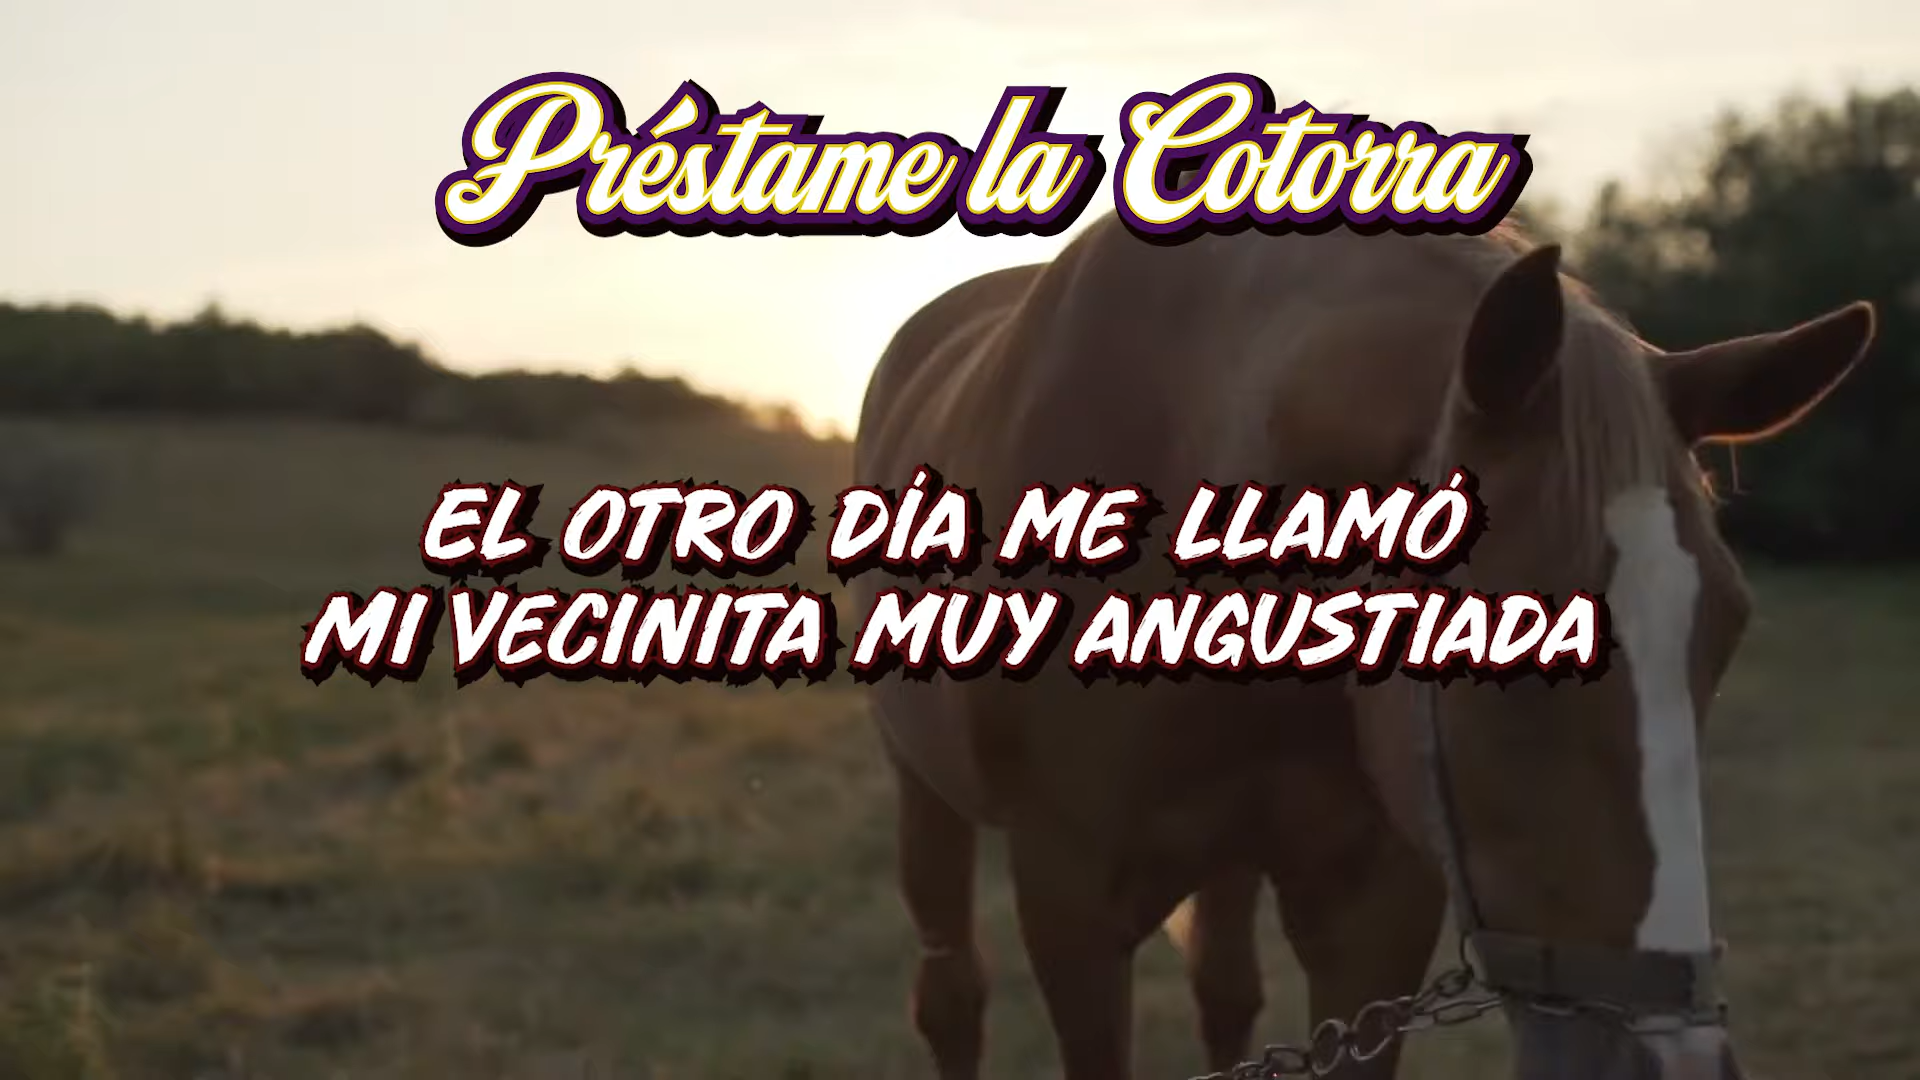 Préstame la Cotorra
EL OTRO DÍA ME LLAMÓ
MI VECINITA MUY ANGUSTIADA